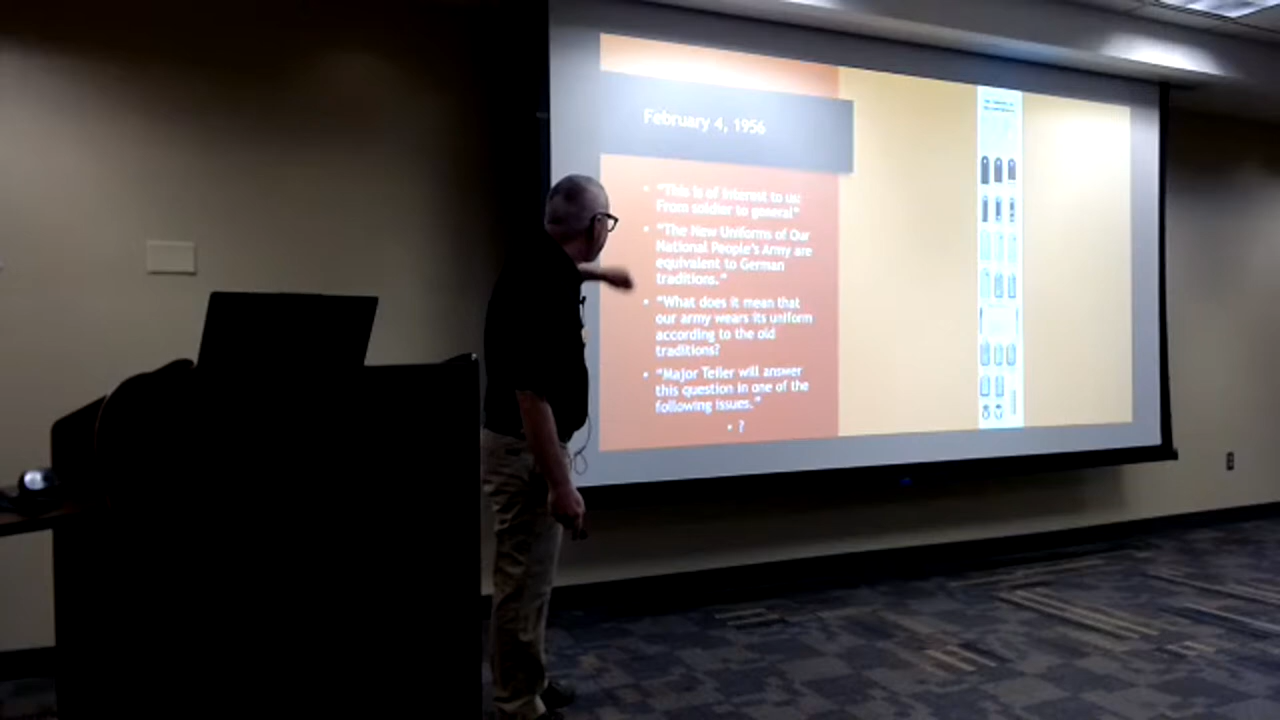 February 4, 1956
• "This is of interest to us:
From soldier to general"
• "The New Uniforms of Our
National People's Army are
equivalent to German
traditions."
• "What does it mean that
our army wears its uniform
according to the old
traditions?
• "Major Teller will answer
this question in one of the
following issues."
• ?